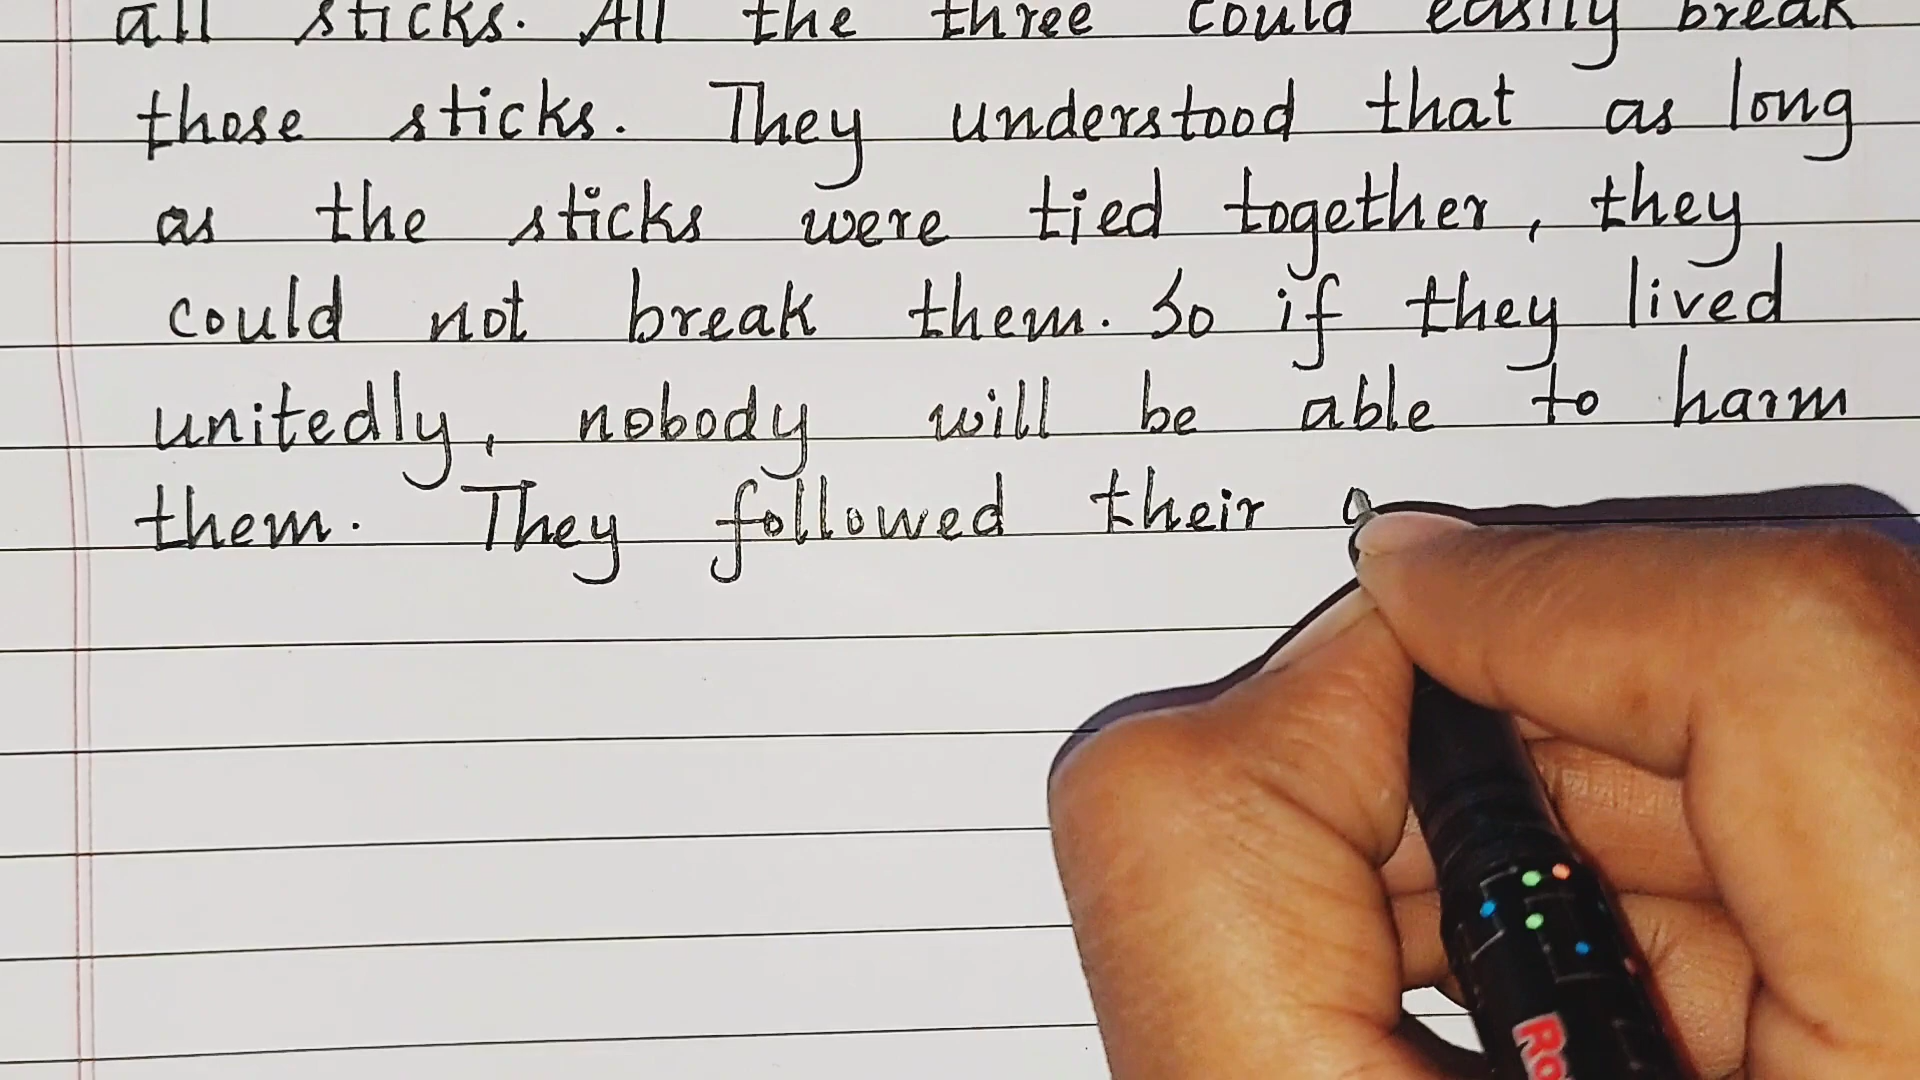 all sticks. All the three could easily break
those sticks. They understood that as long
as the sticks were tied together, they
could not break them. So if they lived
unitedly, nobody will be able to harm
them. They followed their
Ro